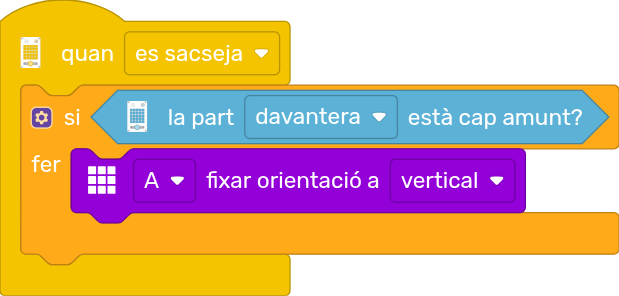 quan es sacseja
si la part davantera està cap amunt?
fer
A fixar orientació a vertical